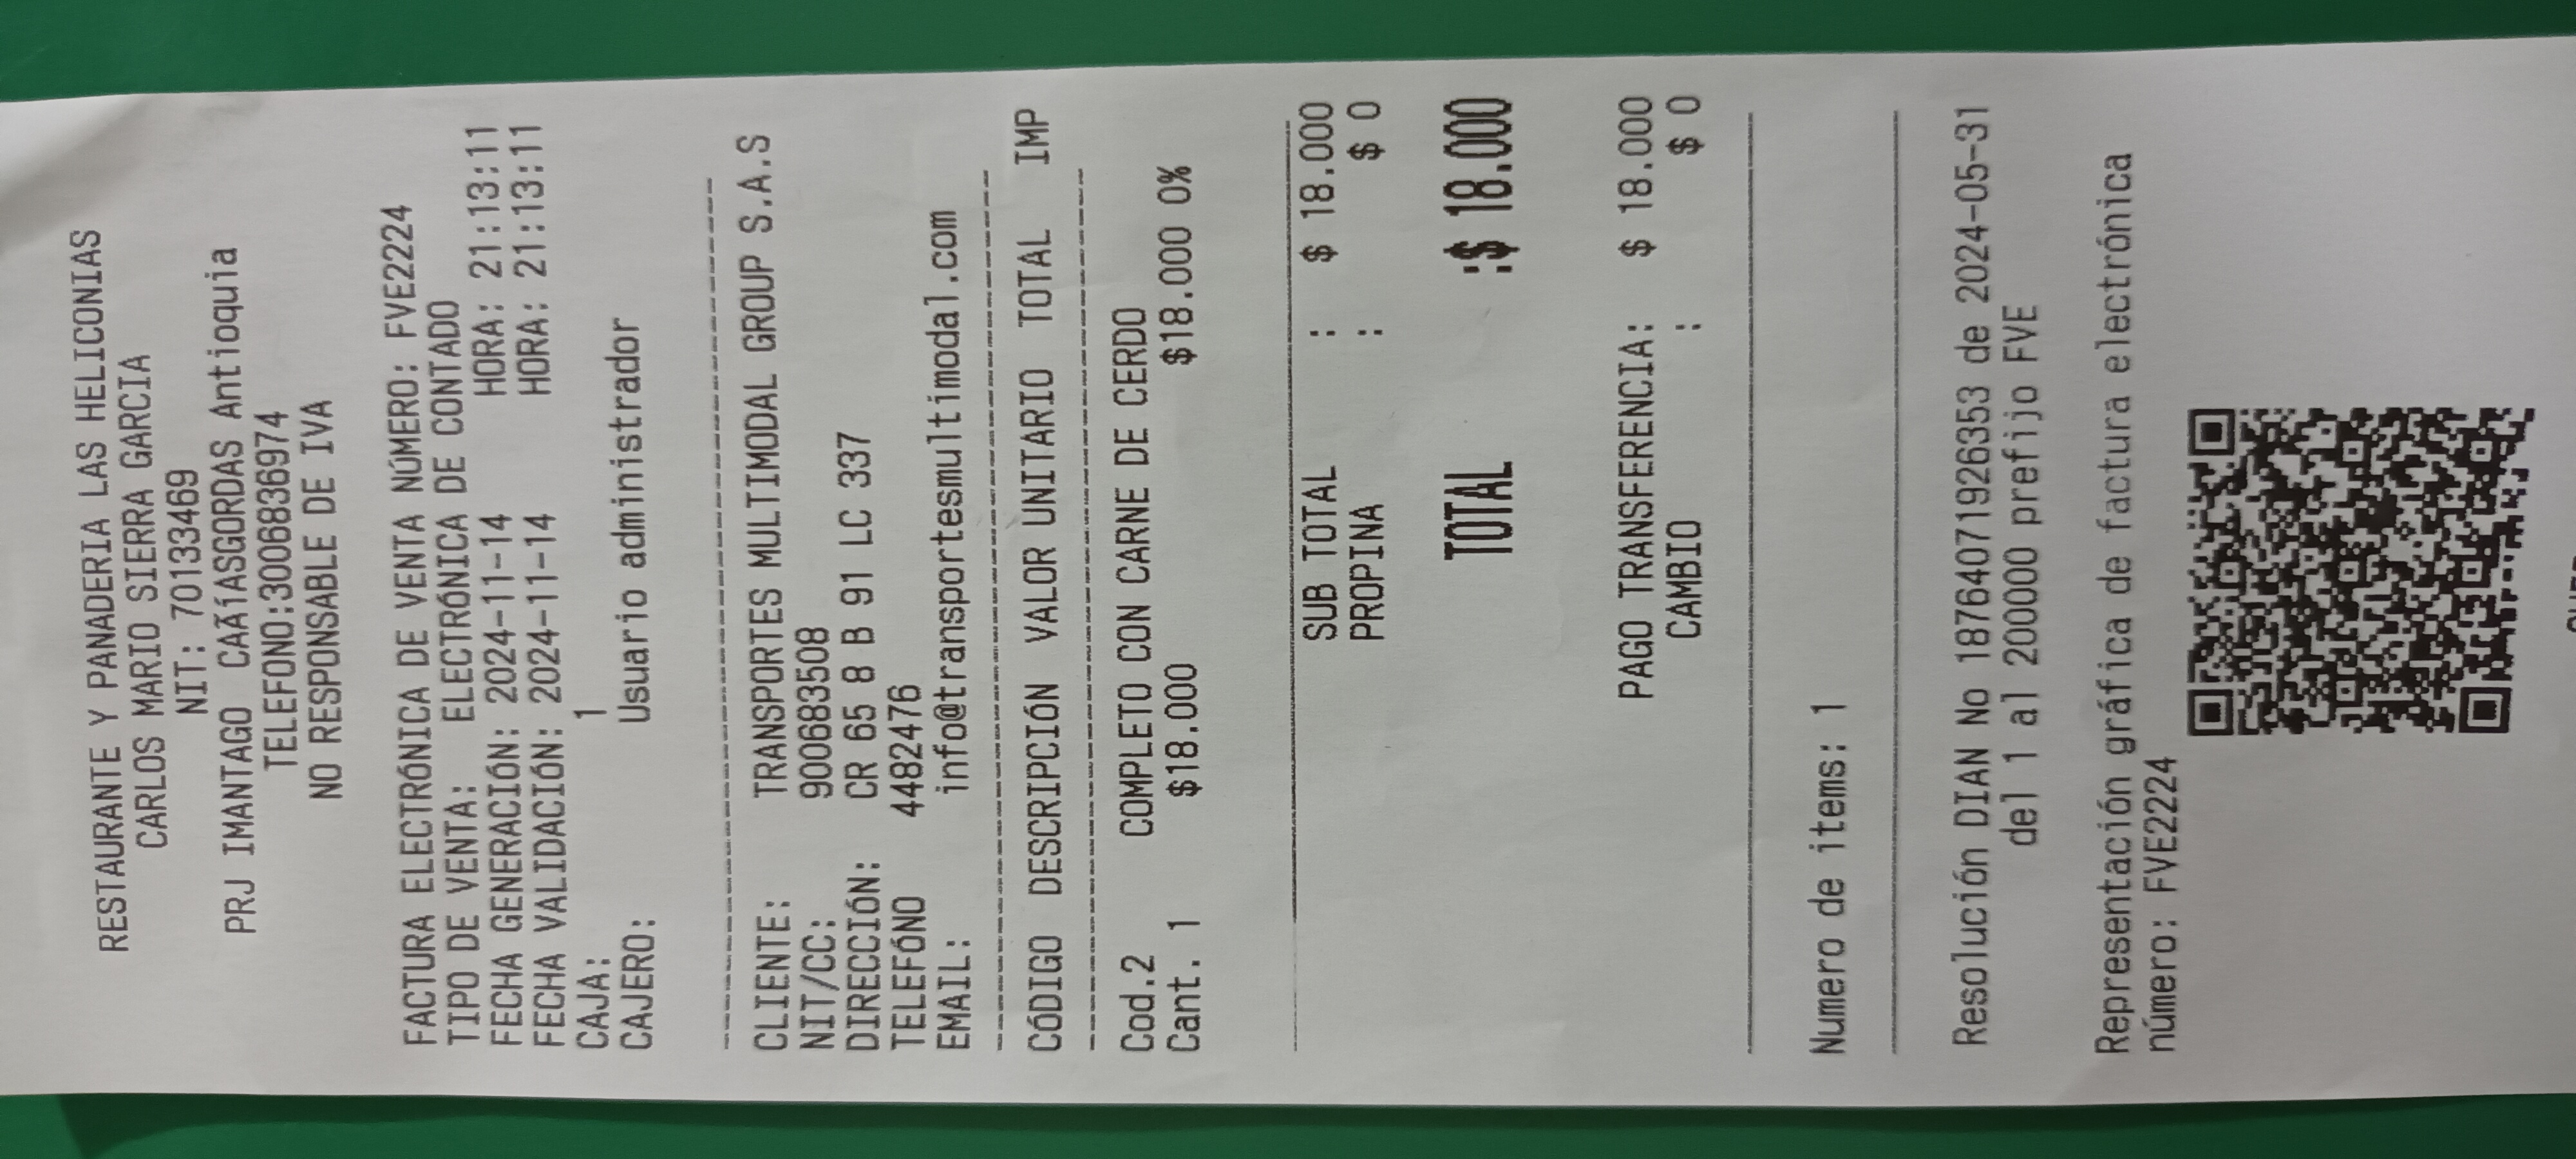 RESTAURANTE Y PANADERIA LAS HELICONIAS
CARLOS MARIO SIERRA GARCIA
NIT: 70133469
PRJ IMANTAGO CAÃ­ASGORDAS Antioquia
TELEFONO:3006836974
NO RESPONSABLE DE IVA
FACTURA ELECTRÓNICA DE VENTA NÚMERO: FVE2224
TIPO DE VENTA: ELECTRÓNICA DE CONTADO
FECHA GENERACIÓN: 2024-11-14 HORA: 21:13:11
FECHA VALIDACIÓN: 2024-11-14 HORA: 21:13:11
CAJA: 1
CAJERO: Usuario administrador
CLIENTE: TRANSPORTES MULTIMODAL GROUP S.A.S
NIT/CC: 900683508
DIRECCIÓN: CR 65 8 B 91 LC 337
TELEFÓNO 4482476
EMAIL: info@transportesmultimodal.com
CÓDIGO DESCRIPCIÓN VALOR UNITARIO TOTAL IMP
Cod.2 COMPLETO CON CARNE DE CERDO
Cant. 1 $18.000 $18.000 0%
SUB TOTAL : $ 18.000
PROPINA : $ 0
TOTAL :$ 18.000
PAGO TRANSFERENCIA: $ 18.000
CAMBIO : $ 0
Numero de items: 1
Resolución DIAN No 18764071926353 de 2024-05-31
del 1 al 200000 prefijo FVE
Representación gráfica de factura electrónica
número: FVE2224